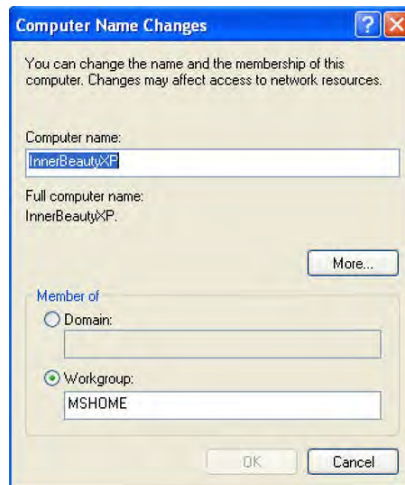 Computer Name Changes
You can change the name and the membership of this
computer. Changes may affect access to network resources.
Computer name:
InnerBeautyXP
Full computer name:
InnerBeautyXP.
More...
Member of
Domain:
Workgroup:
MSHOME
OK
Cancel